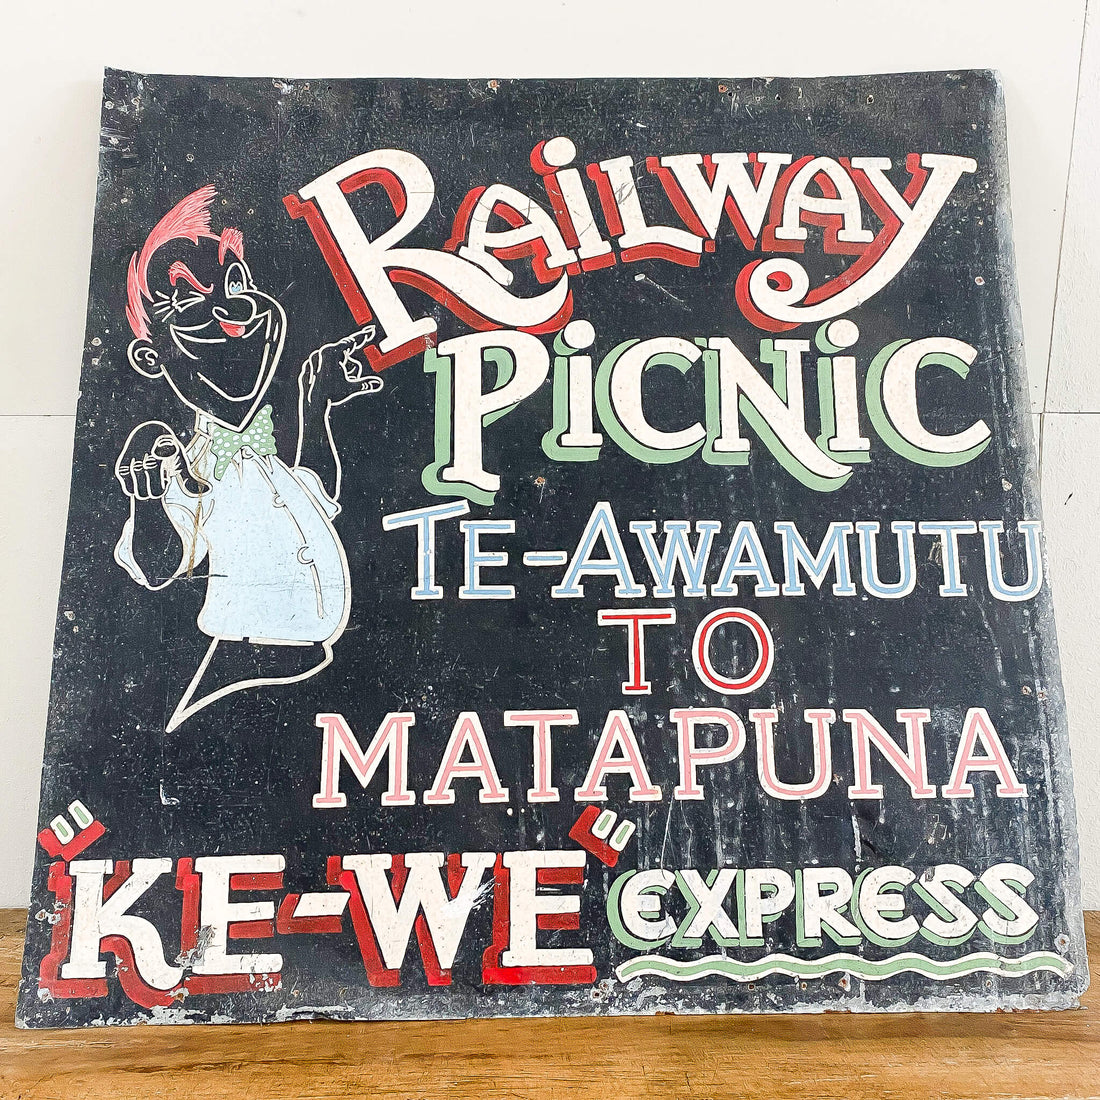 Railway
Picnic
TE-AWAMUTU
TO
MATAPUNA
"KE-WE" EXPRESS